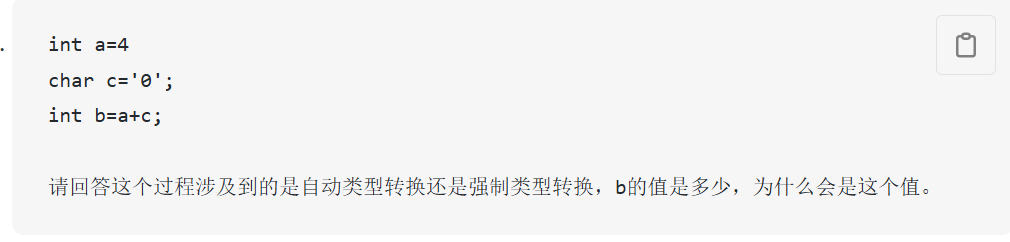 int a=4
char c='0';
int b=a+c;
请回答这个过程涉及到的是自动类型转换还是强制类型转换，b的值是多少，为什么会是这个值。